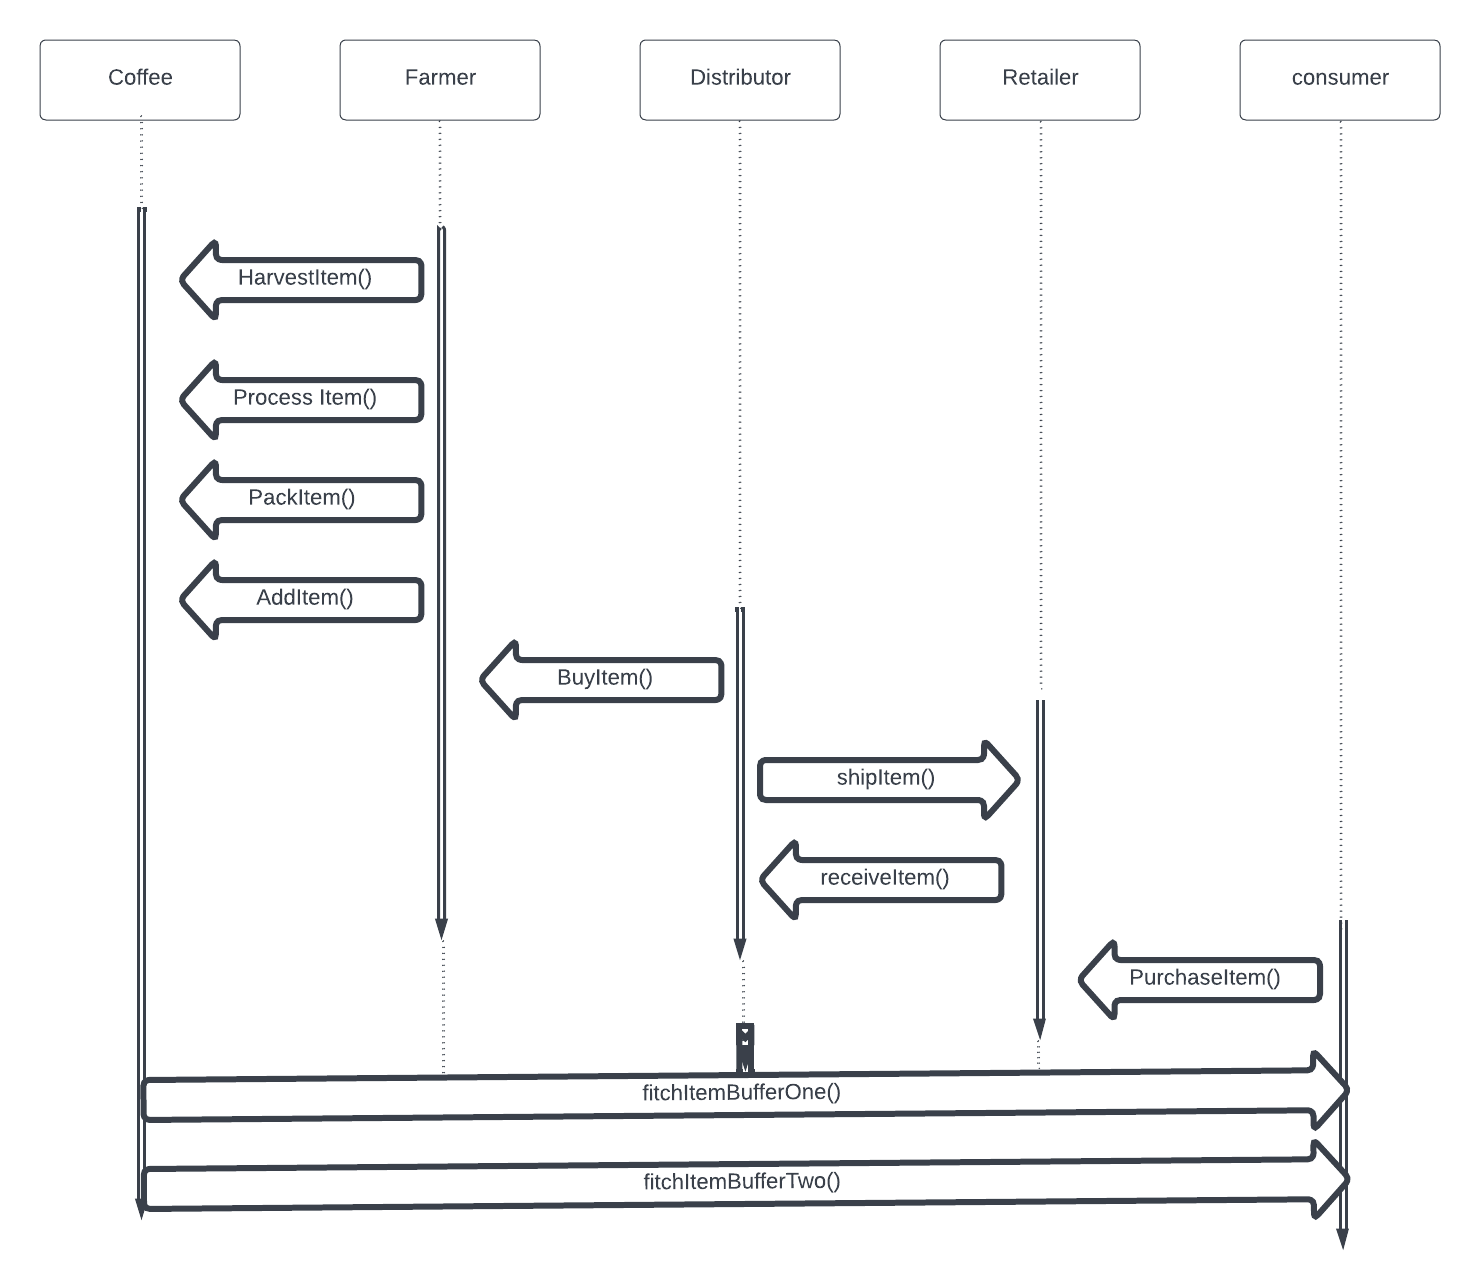 Coffee
Farmer
Distributor
Retailer
consumer
HarvestItem()
Process Item()
PackItem()
AddItem()
BuyItem()
shipItem()
receiveItem()
PurchaseItem()
fitchItemBufferOne()
fitchItemBufferTwo()